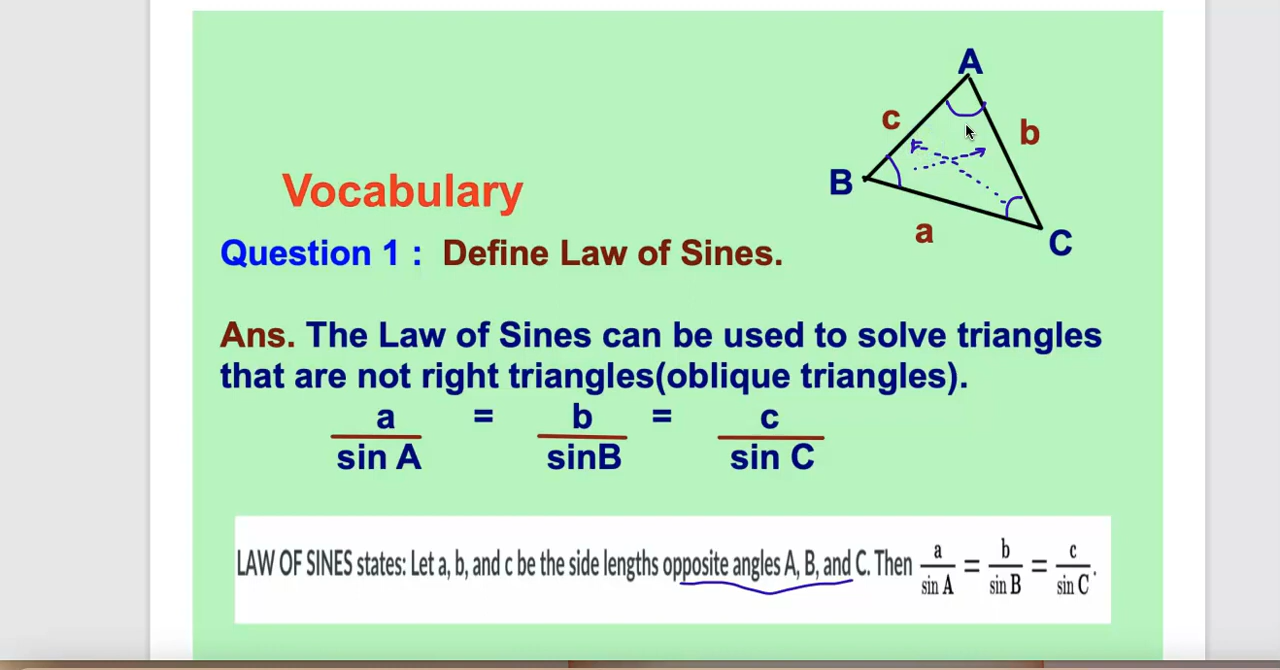 A
c
b
B
a
C
Vocabulary
Question 1 : Define Law of Sines.
Ans. The Law of Sines can be used to solve triangles
that are not right triangles(oblique triangles).
a = b = c
sin A sinB sin C
LAW OF SINES states: Let a, b, and c be the side lengths opposite angles A, B, and C. Then a/sin A = b/sin B = c/sin C.